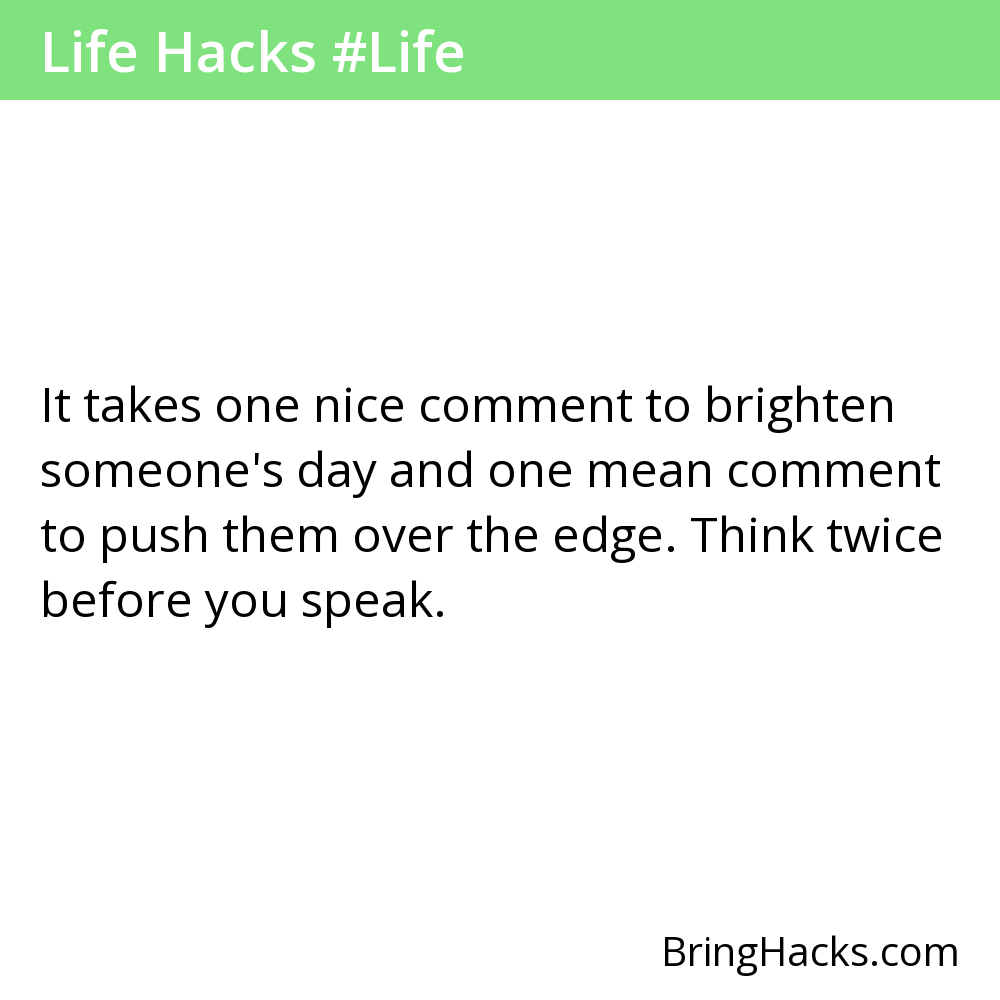 Life Hacks #Life
It takes one nice comment to brighten
someone's day and one mean comment
to push them over the edge. Think twice
before you speak.
BringHacks.com